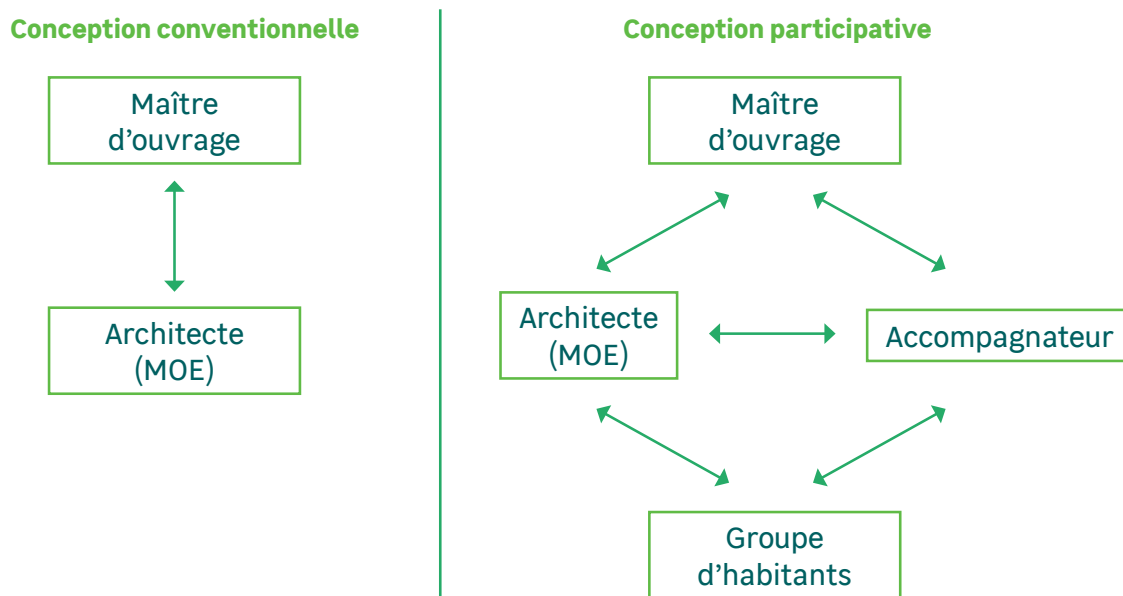 Conception conventionnelle
Maître
d’ouvrage
Architecte
(MOE)
Conception participative
Maître
d’ouvrage
Architecte
(MOE)
Accompagnateur
Groupe
d’habitants